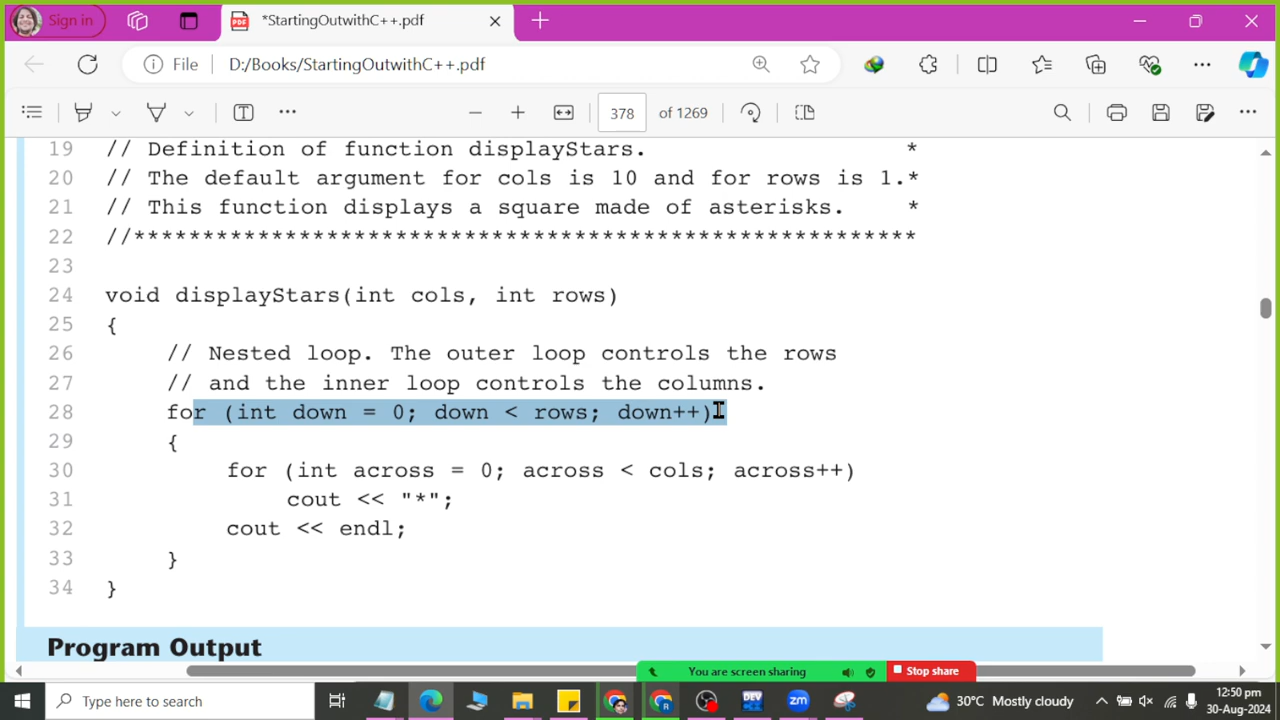 Sign in
*StartingOutwithC++.pdf
File D:/Books/StartingOutwithC++.pdf
378 of 1269
19 // Definition of function displayStars. *
20 // The default argument for cols is 10 and for rows is 1.*
21 // This function displays a square made of asterisks. *
22 //*********************************************************
23
24 void displayStars(int cols, int rows)
25 {
26 // Nested loop. The outer loop controls the rows
27 // and the inner loop controls the columns.
28 for (int down = 0; down < rows; down++)
29 {
30 for (int across = 0; across < cols; across++)
31 cout << "*";
32 cout << endl;
33 }
34 }
Program Output
You are screen sharing Stop share
Type here to search
DEV
zm
30°C Mostly cloudy
12:50 pm
30-Aug-2024